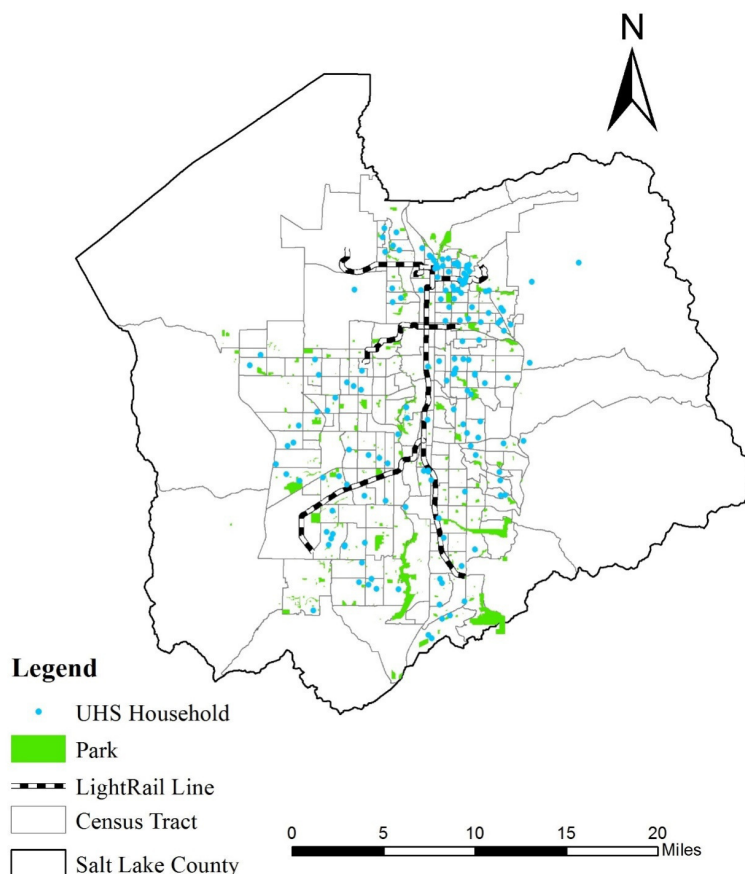 N
Legend
UHS Household
Park
LightRail Line
Census Tract
Salt Lake County
0 5 10 15 20
Miles